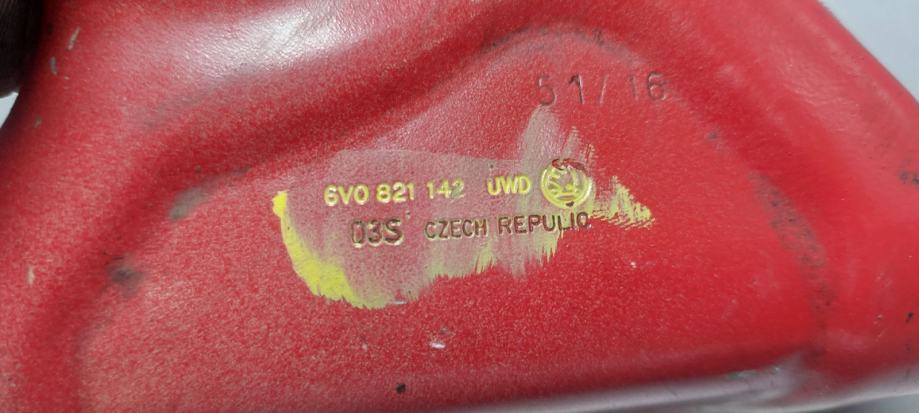 51/16
6V0 821 142 UWD
03S CZECH REPULIC